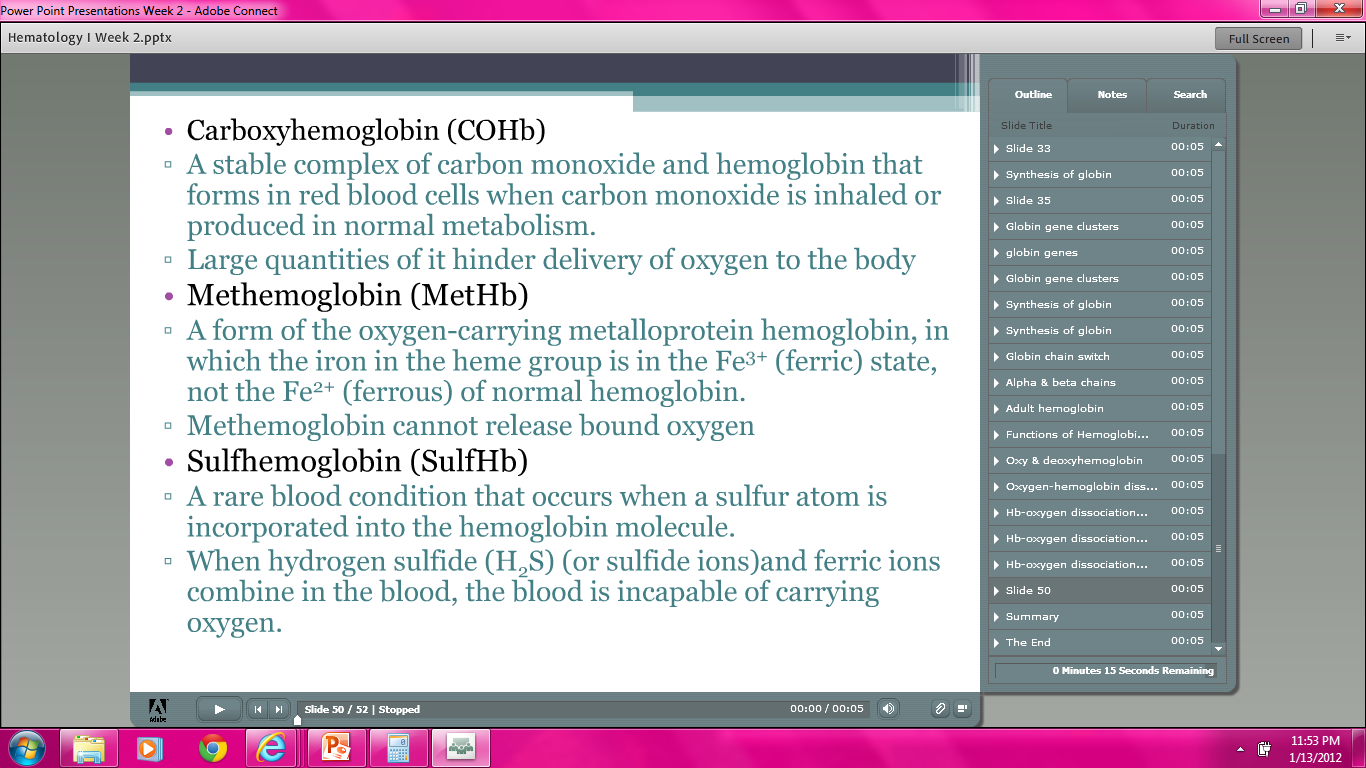 Power Point Presentations Week 2 - Adobe Connect
Hematology I Week 2.pptx
Full Screen
• Carboxyhemoglobin (COHb)
▫ A stable complex of carbon monoxide and hemoglobin that
forms in red blood cells when carbon monoxide is inhaled or
produced in normal metabolism.
▫ Large quantities of it hinder delivery of oxygen to the body
• Methemoglobin (MetHb)
▫ A form of the oxygen-carrying metalloprotein hemoglobin, in
which the iron in the heme group is in the Fe³⁺ (ferric) state,
not the Fe²⁺ (ferrous) of normal hemoglobin.
▫ Methemoglobin cannot release bound oxygen
• Sulfhemoglobin (SulfHb)
▫ A rare blood condition that occurs when a sulfur atom is
incorporated into the hemoglobin molecule.
▫ When hydrogen sulfide (H₂S) (or sulfide ions)and ferric ions
combine in the blood, the blood is incapable of carrying
oxygen.
Outline Notes Search
Slide Title Duration
Slide 33 00:05
Synthesis of globin 00:05
Slide 35 00:05
Globin gene clusters 00:05
globin genes 00:05
Globin gene clusters 00:05
Synthesis of globin 00:05
Synthesis of globin 00:05
Globin chain switch 00:05
Alpha & beta chains 00:05
Adult hemoglobin 00:05
Functions of Hemoglobi... 00:05
Oxy & deoxyhemoglobin 00:05
Oxygen-hemoglobin diss... 00:05
Hb-oxygen dissociation... 00:05
Hb-oxygen dissociation... 00:05
Hb-oxygen dissociation... 00:05
Slide 50 00:05
Summary 00:05
The End 00:05
0 Minutes 15 Seconds Remaining
Adobe
Slide 50 / 52 | Stopped
00:00 / 00:05
11:53 PM
1/13/2012